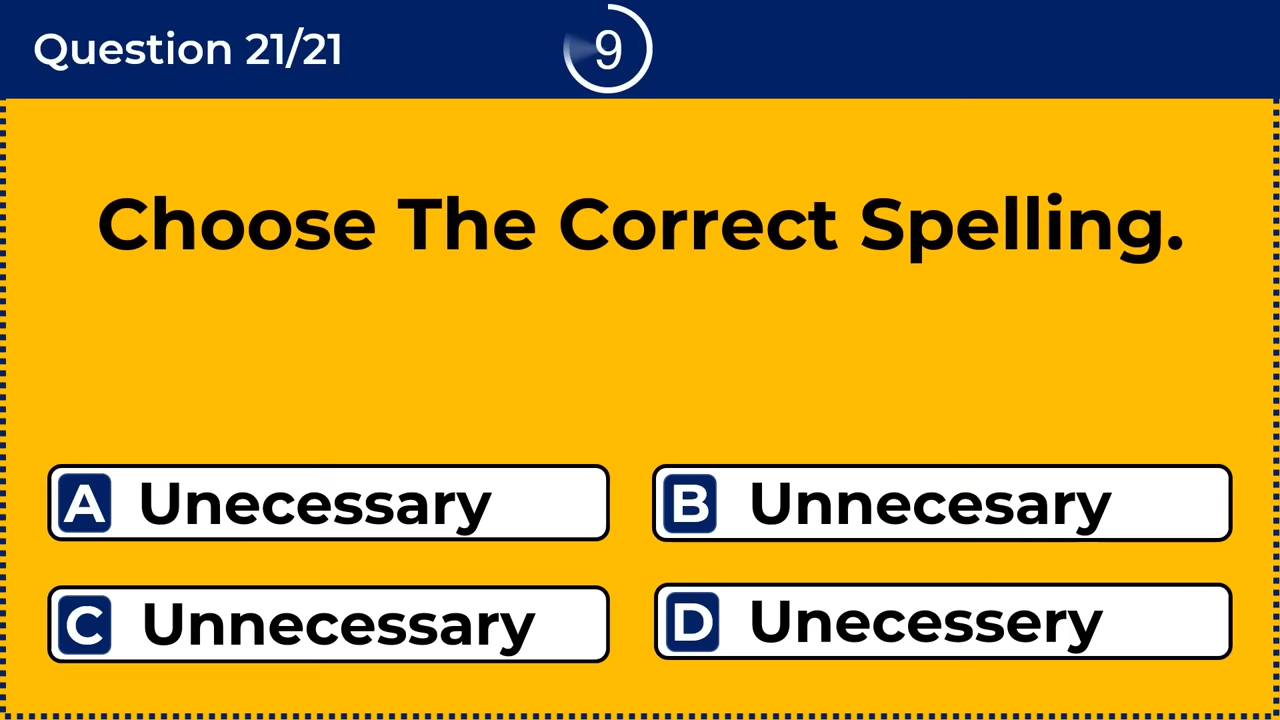 Question 21/21
9
Choose The Correct Spelling.
A Unecessary
B Unnecesary
C Unnecessary
D Unecessery